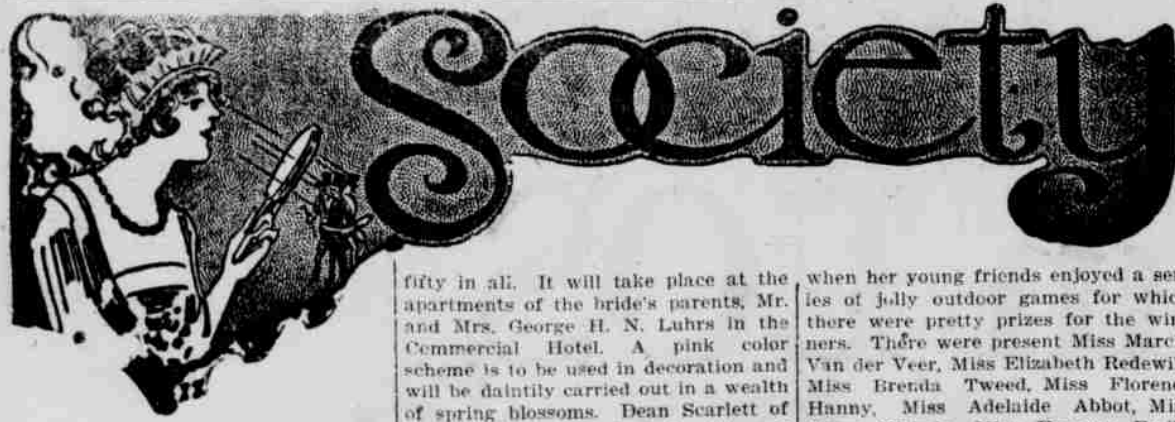 Society
fifty in all. It will take place at the
apartments of the bride's parents, Mr.
and Mrs. George H. N. Luhrs in the
Commercial Hotel. A pink color
scheme is to be used in decoration and
will be daintily carried out in a wealth
of spring blossoms. Dean Scarlett of
when her young friends enjoyed a ser
ies of jolly outdoor games for whi
there were pretty prizes for the win
ners. There were present Miss Marc
Van der Veer, Miss Elizabeth Redew
Miss Brenda Tweed, Miss Floren
Hanny, Miss Adelaide Abbot, Mi